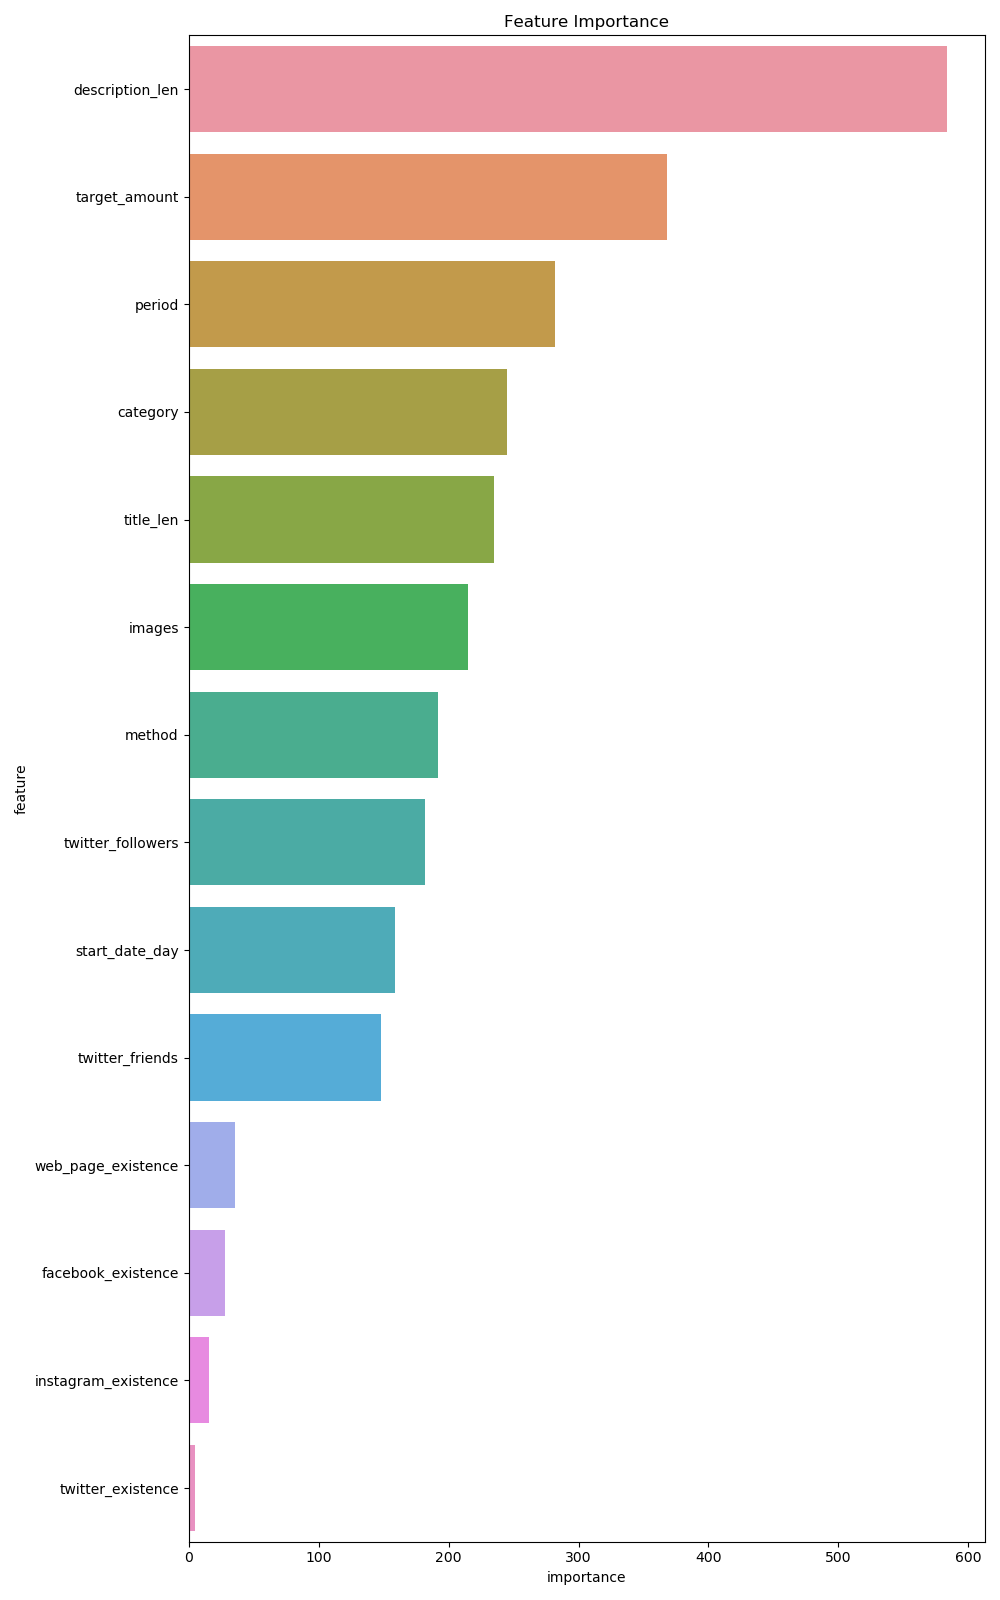 Feature Importance
description_len
target_amount
period
category
title_len
images
method
twitter_followers
start_date_day
twitter_friends
web_page_existence
facebook_existence
instagram_existence
twitter_existence
feature
0 100 200 300 400 500 600
importance